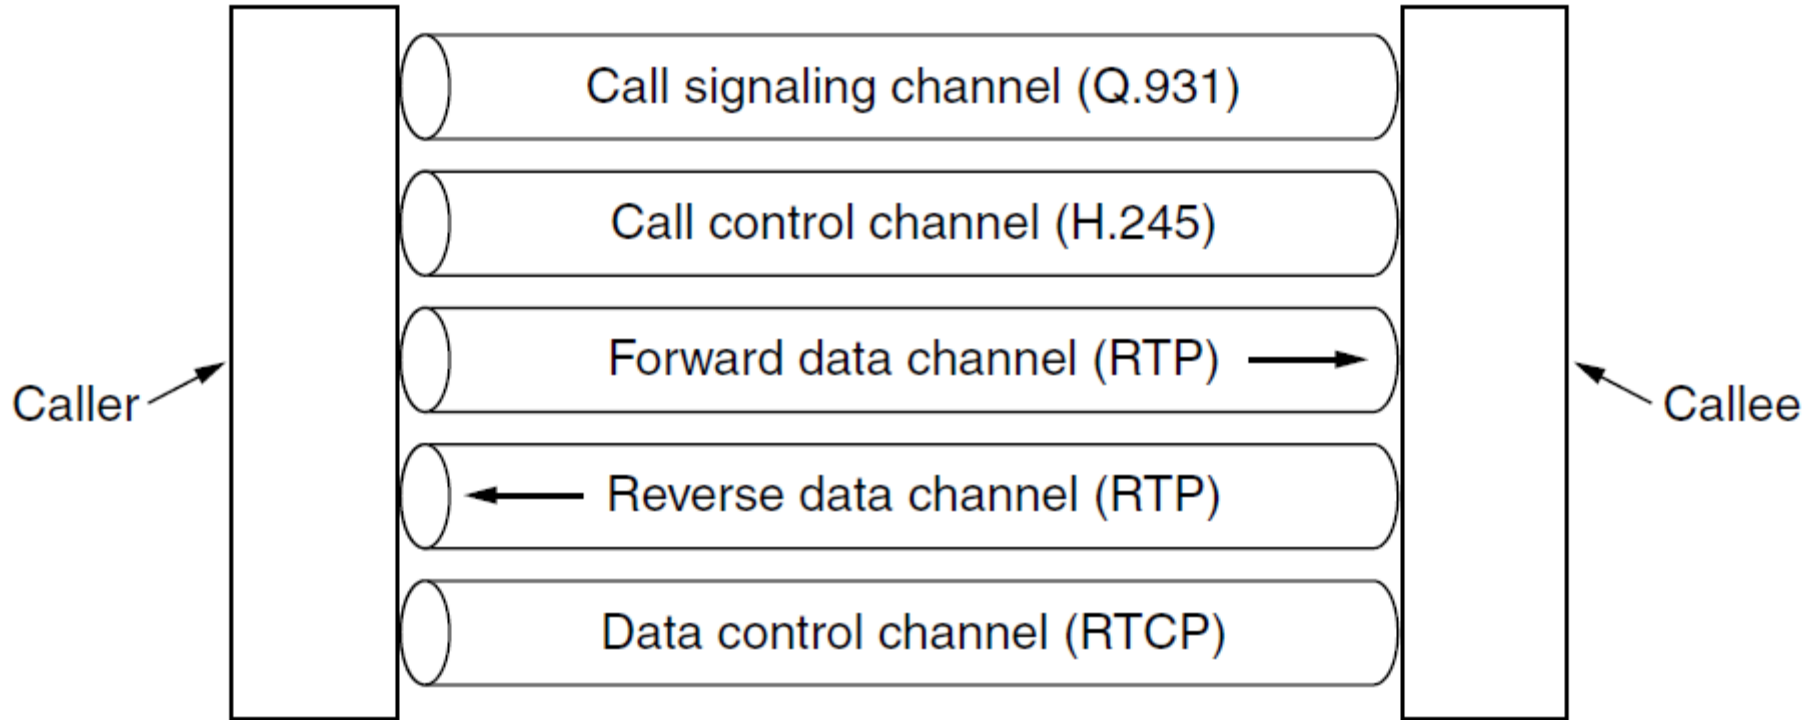 Call signaling channel (Q.931)
Call control channel (H.245)
Forward data channel (RTP)
Caller
Callee
Reverse data channel (RTP)
Data control channel (RTCP)